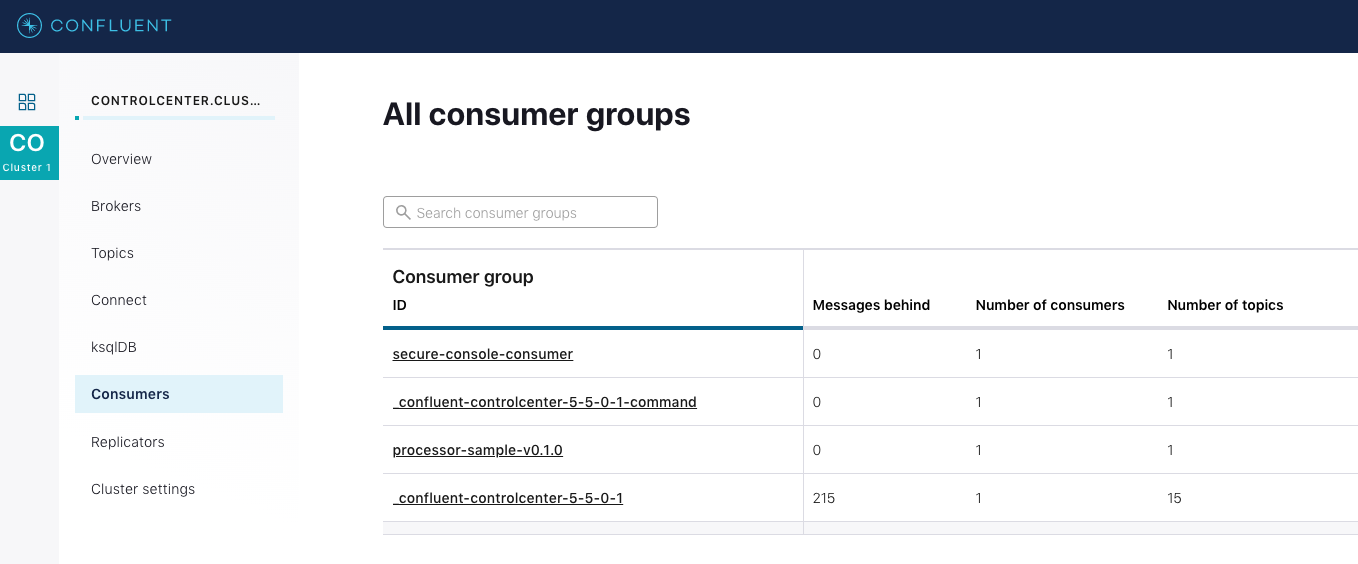 CONFLUENT
CO
Cluster 1
CONTROLCENTER.CLUS...
Overview
Brokers
Topics
Connect
ksqlDB
Consumers
Replicators
Cluster settings
All consumer groups
Search consumer groups
Consumer group
ID Messages behind Number of consumers Number of topics
secure-console-consumer 0 1 1
_confluent-controlcenter-5-5-0-1-command 0 1 1
processor-sample-v0.1.0 0 1 1
_confluent-controlcenter-5-5-0-1 215 1 15